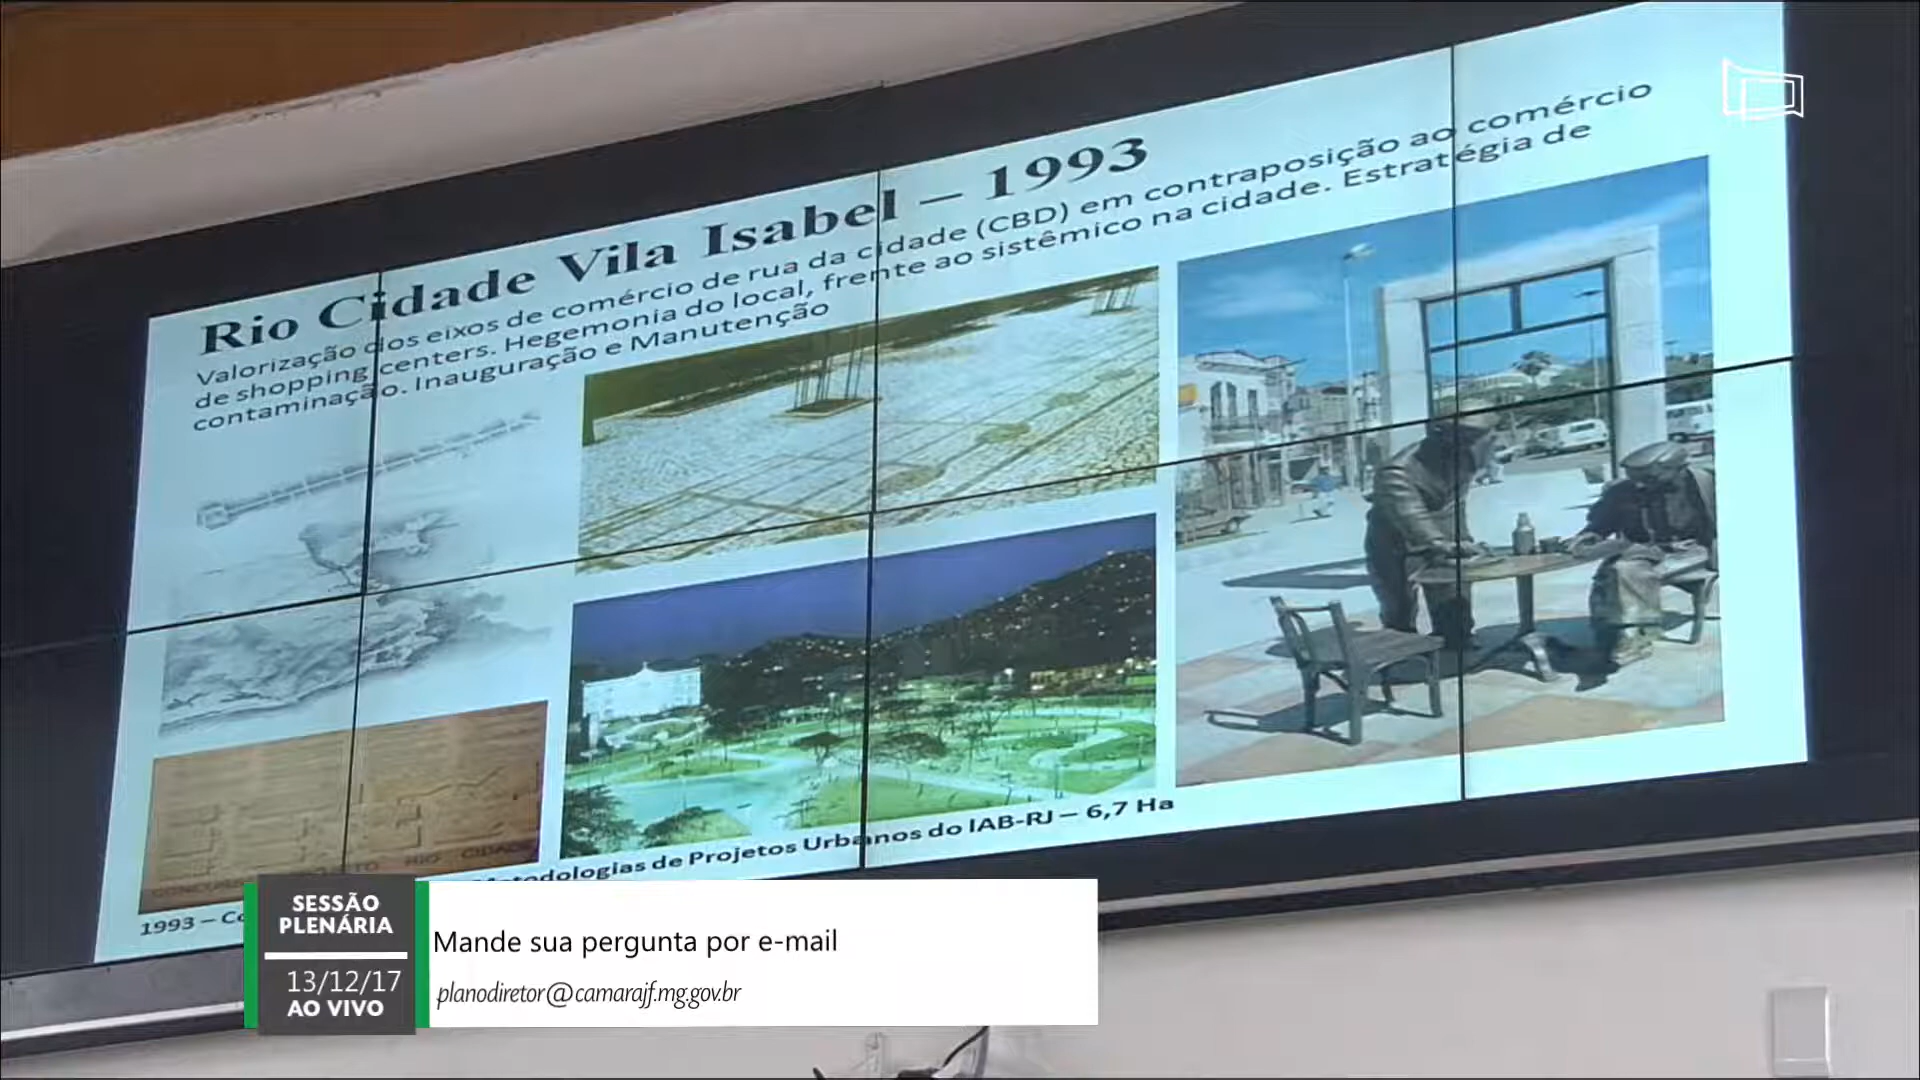 Rio Cidade Vila Isabel – 1993
Valorização dos eixos de comércio de rua da cidade (CBD) em contraposição ao comércio
de shopping centers. Hegemonia do local, frente ao sistêmico na cidade. Estratégia de
contaminação. Inauguração e Manutenção
RIO CIDADE
1993 – Co
Metodologias de Projetos Urbanos do IAB-RJ – 6,7 Ha
SESSÃO
PLENÁRIA
13/12/17
AO VIVO
Mande sua pergunta por e-mail
planodiretor@camarajf.mg.gov.br